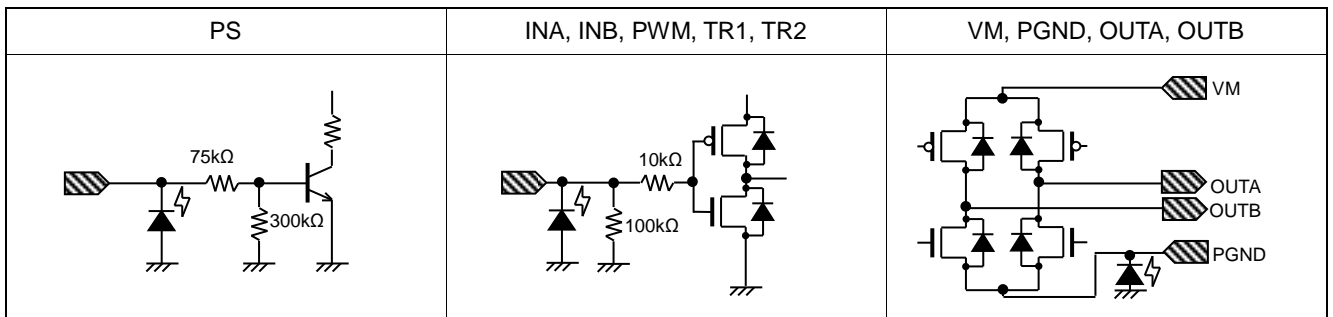 PS
INA, INB, PWM, TR1, TR2
VM, PGND, OUTA, OUTB
75kΩ
300kΩ
10kΩ
100kΩ
VM
OUTA
OUTB
PGND